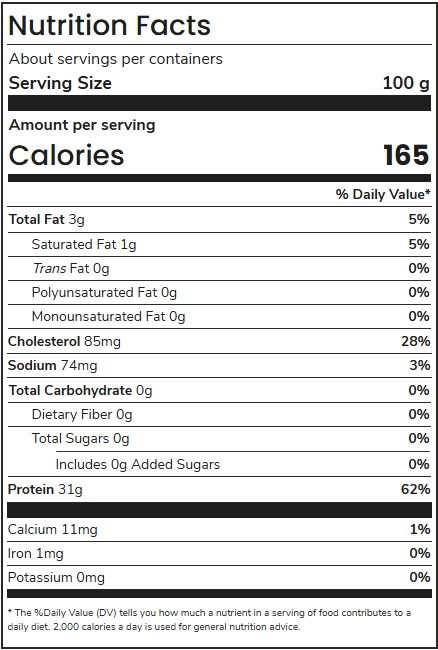 Nutrition Facts
About servings per containers
Serving Size 100 g
Amount per serving
Calories 165
% Daily Value*
Total Fat 3g 5%
Saturated Fat 1g 5%
Trans Fat 0g 0%
Polyunsaturated Fat 0g 0%
Monounsaturated Fat 0g 0%
Cholesterol 85mg 28%
Sodium 74mg 3%
Total Carbohydrate 0g 0%
Dietary Fiber 0g 0%
Total Sugars 0g 0%
Includes 0g Added Sugars 0%
Protein 31g 62%
Calcium 11mg 1%
Iron 1mg 0%
Potassium 0mg 0%
* The %Daily Value (DV) tells you how much a nutrient in a serving of food contributes to a
daily diet. 2,000 calories a day is used for general nutrition advice.